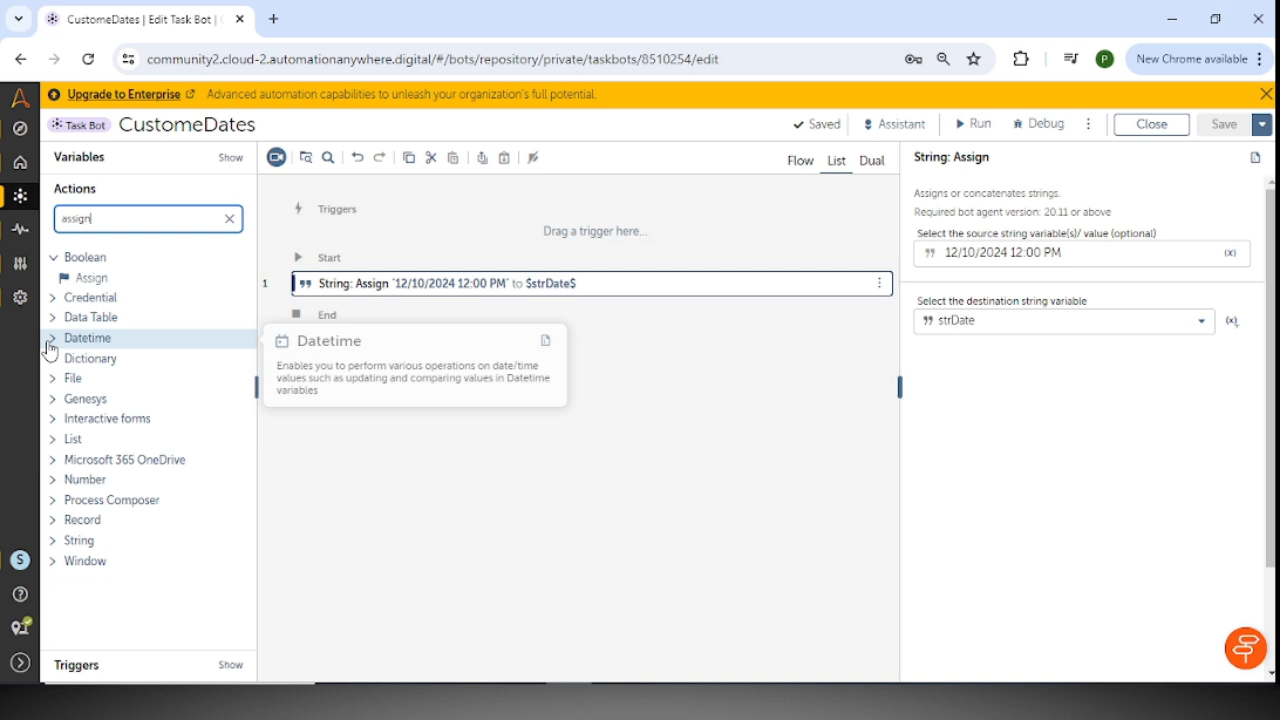 CustomeDates | Edit Task Bot |
community2.cloud-2.automationanywhere.digital/#/bots/repository/private/taskbots/8510254/edit
P
New Chrome available
Upgrade to Enterprise Advanced automation capabilities to unleash your organization's full potential.
Task Bot CustomeDates
Saved
Assistant
Run
Debug
Close
Save
Variables
Show
Flow
List
Dual
String: Assign
Actions
assign
Boolean
Assign
Credential
Data Table
Datetime
Dictionary
File
Genesys
Interactive forms
List
Microsoft 365 OneDrive
Number
Process Composer
Record
String
Window
S
Triggers
Show
Triggers
Drag a trigger here...
Start
1
String: Assign "12/10/2024 12:00 PM" to $strDate$
End
Datetime
Enables you to perform various operations on date/time
values such as updating and comparing values in Datetime
variables
Assigns or concatenates strings.
Required bot agent version: 20.11 or above
Select the source string variable(s)/ value (optional)
12/10/2024 12:00 PM
(x)
Select the destination string variable
strDate
(x)